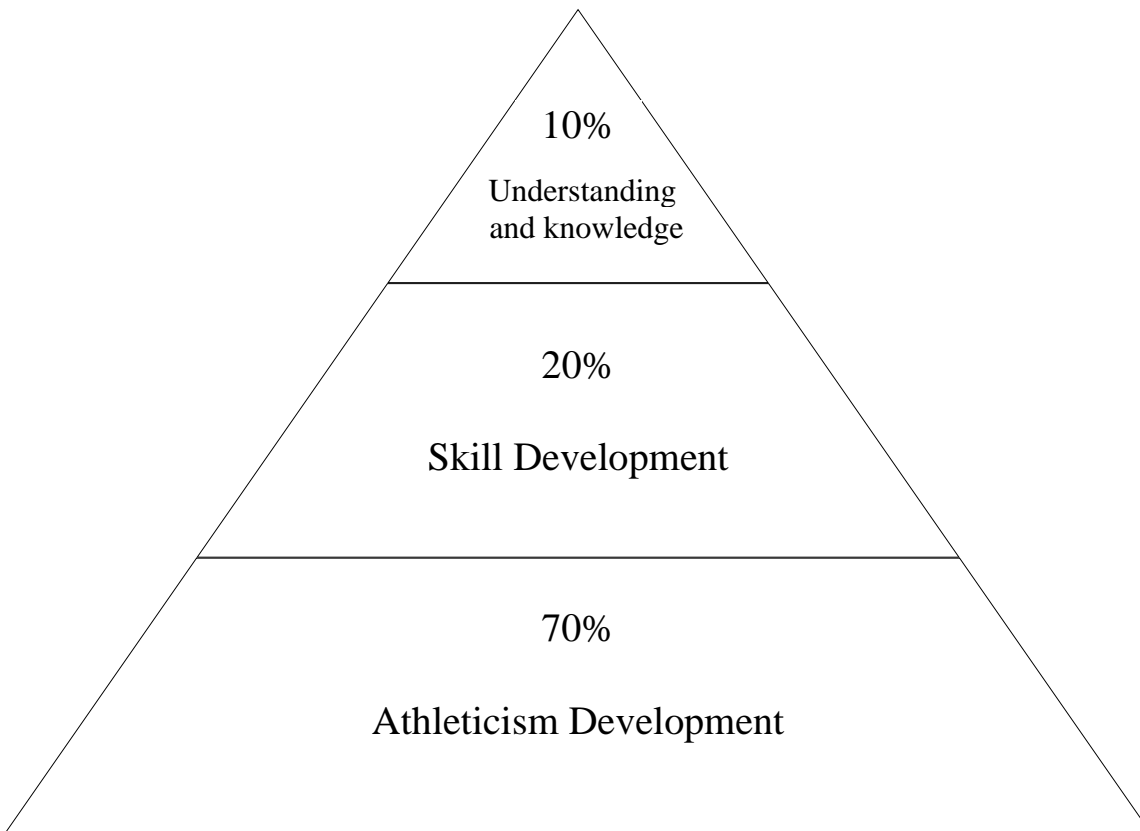 10%
Understanding
and knowledge
20%
Skill Development
70%
Athleticism Development